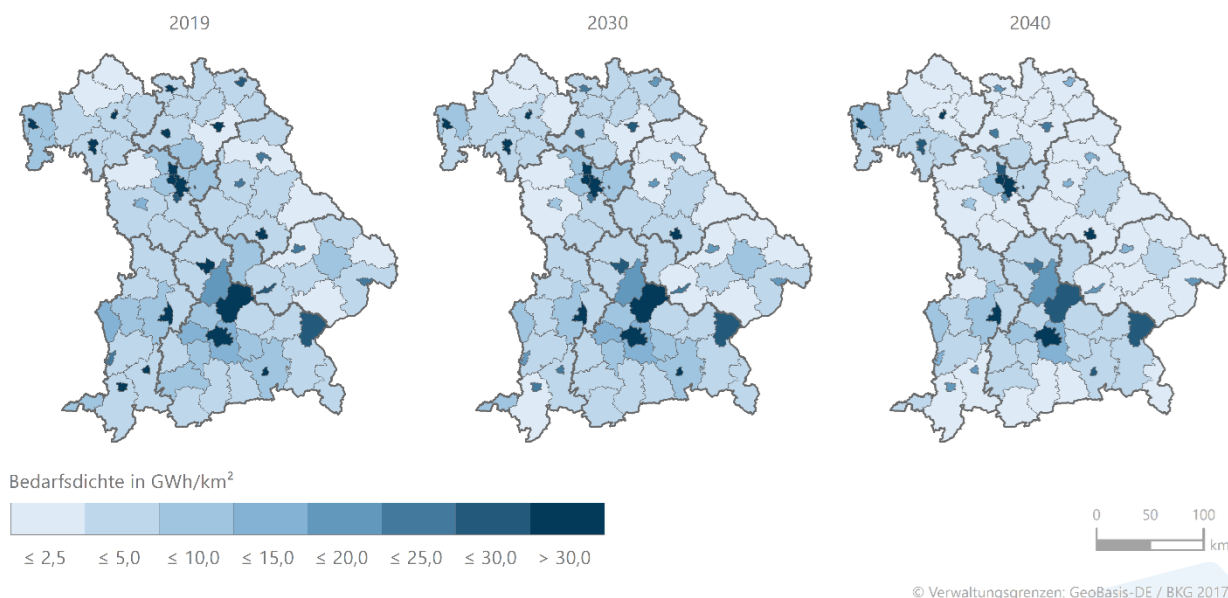 2019
2030
2040
Bedarfsdichte in GWh/km²
≤ 2,5 ≤ 5,0 ≤ 10,0 ≤ 15,0 ≤ 20,0 ≤ 25,0 ≤ 30,0 > 30,0
0 50 100
km
© Verwaltungsgrenzen: GeoBasis-DE / BKG 2017